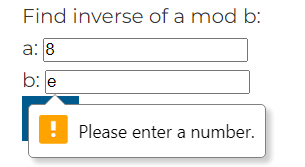 Find inverse of a mod b:
a: 8
b: e
! Please enter a number.